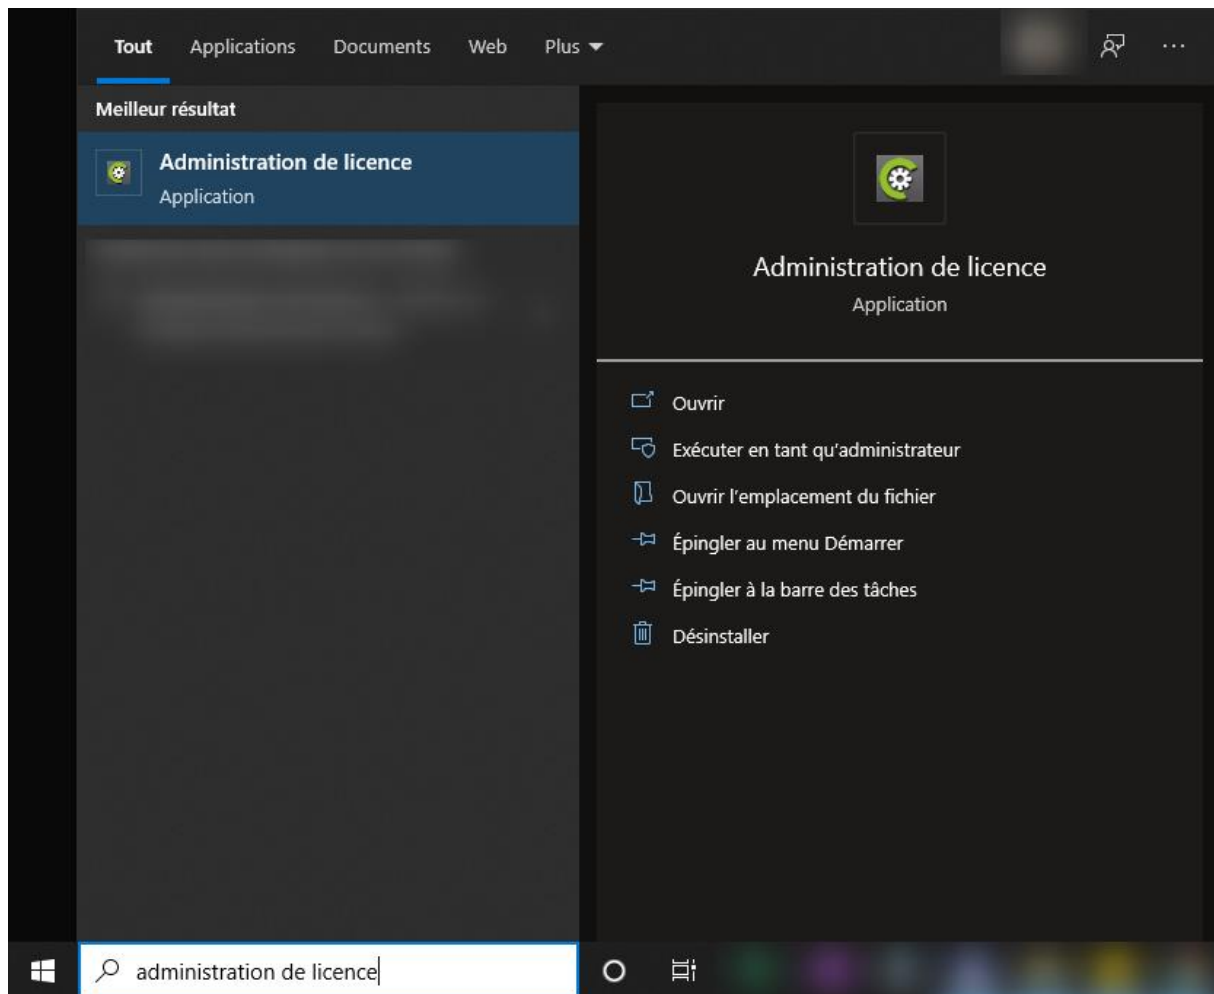 Tout Applications Documents Web Plus
Meilleur résultat
Administration de licence
Application
Administration de licence
Application
Ouvrir
Exécuter en tant qu'administrateur
Ouvrir l'emplacement du fichier
Épingler au menu Démarrer
Épingler à la barre des tâches
Désinstaller
administration de licence